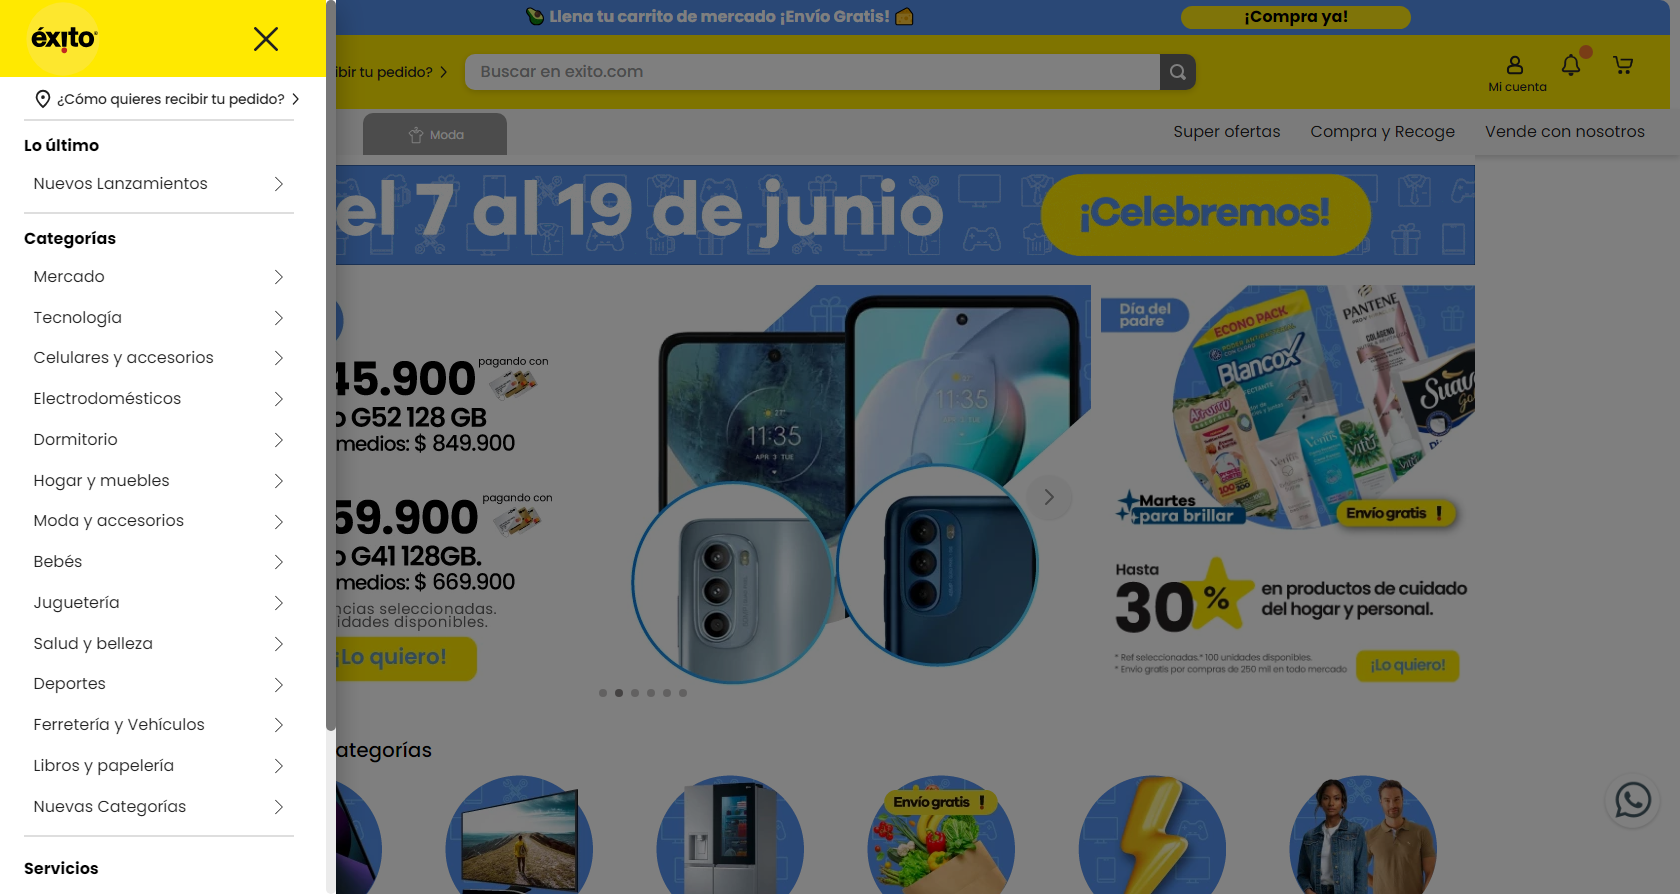 éxito
¿Cómo quieres recibir tu pedido?
Lo último
Nuevos Lanzamientos
Categorías
Mercado
Tecnología
Celulares y accesorios
Electrodomésticos
Dormitorio
Hogar y muebles
Moda y accesorios
Bebés
Juguetería
Salud y belleza
Deportes
Ferretería y Vehículos
Libros y papelería
Nuevas Categorías
Servicios
Llena tu carrito de mercado ¡Envío Gratis!
¡Compra ya!
ibir tu pedido?
Buscar en exito.com
Mi cuenta
Moda
Super ofertas
Compra y Recoge
Vende con nosotros
el 7 al 19 de junio
¡Celebremos!
45.900
pagando con
o G52 128 GB
medios: $ 849.900
59.900
pagando con
o G41 128GB.
medios: $ 669.900
ncias seleccionadas.
idades disponibles.
¡Lo quiero!
11:35
APR 3 TUE
11:35
APR 3 TUE
Día del
padre
ECONO PACK
Blancox
PANTENE
Suav
Vitú
Martes
para brillar
Envío gratis !
Hasta
30%
en productos de cuidado
del hogar y personal.
* Ref seleccionadas.* 100 unidades disponibles.
* Envío gratis por compras de 250 mil en todo mercado
¡Lo quiero!
ategorías
Envío gratis !